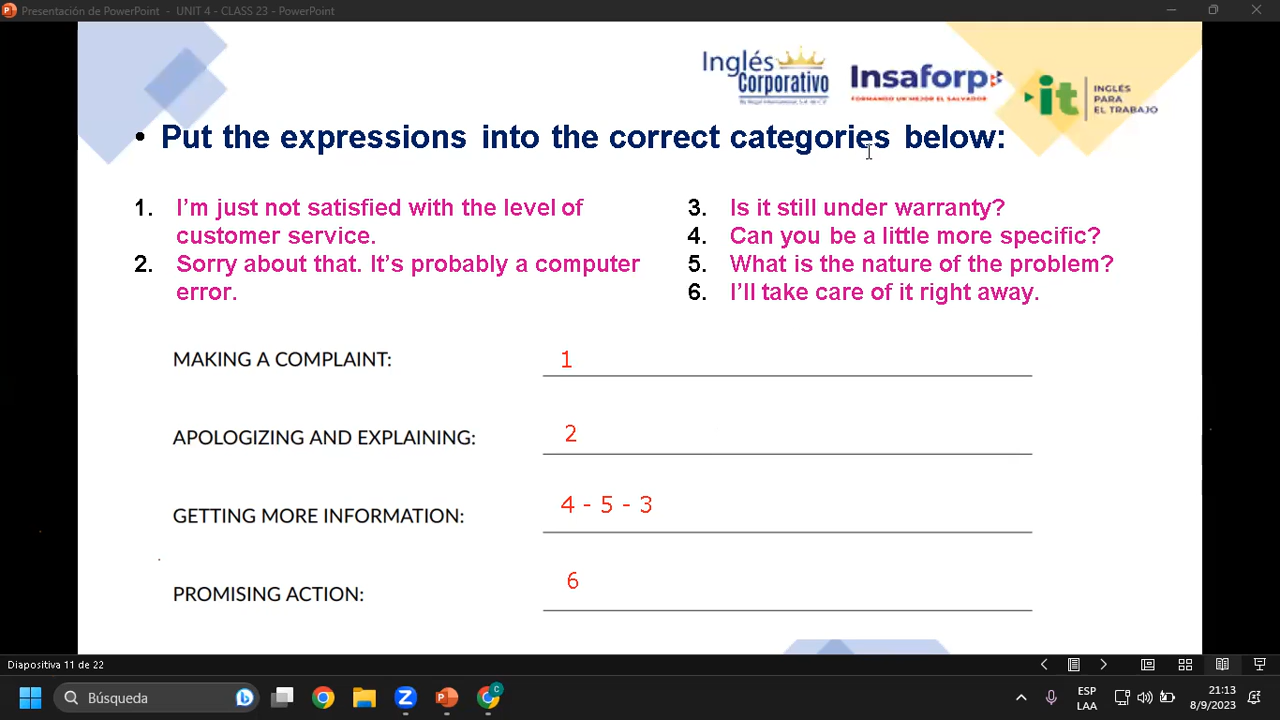 Presentación de PowerPoint - UNIT 4 - CLASS 23 - PowerPoint
Inglés
Corporativo
Insaforp
FORMANDO UN MEJOR EL SALVADOR
it
INGLÉS
PARA
EL TRABAJO
• Put the expressions into the correct categories below:
1. I’m just not satisfied with the level of
customer service.
2. Sorry about that. It’s probably a computer
error.
3. Is it still under warranty?
4. Can you be a little more specific?
5. What is the nature of the problem?
6. I’ll take care of it right away.
MAKING A COMPLAINT: 1
APOLOGIZING AND EXPLAINING: 2
GETTING MORE INFORMATION: 4 - 5 - 3
PROMISING ACTION: 6
Diapositiva 11 de 22
Búsqueda
ESP
LAA
21:13
8/9/2023